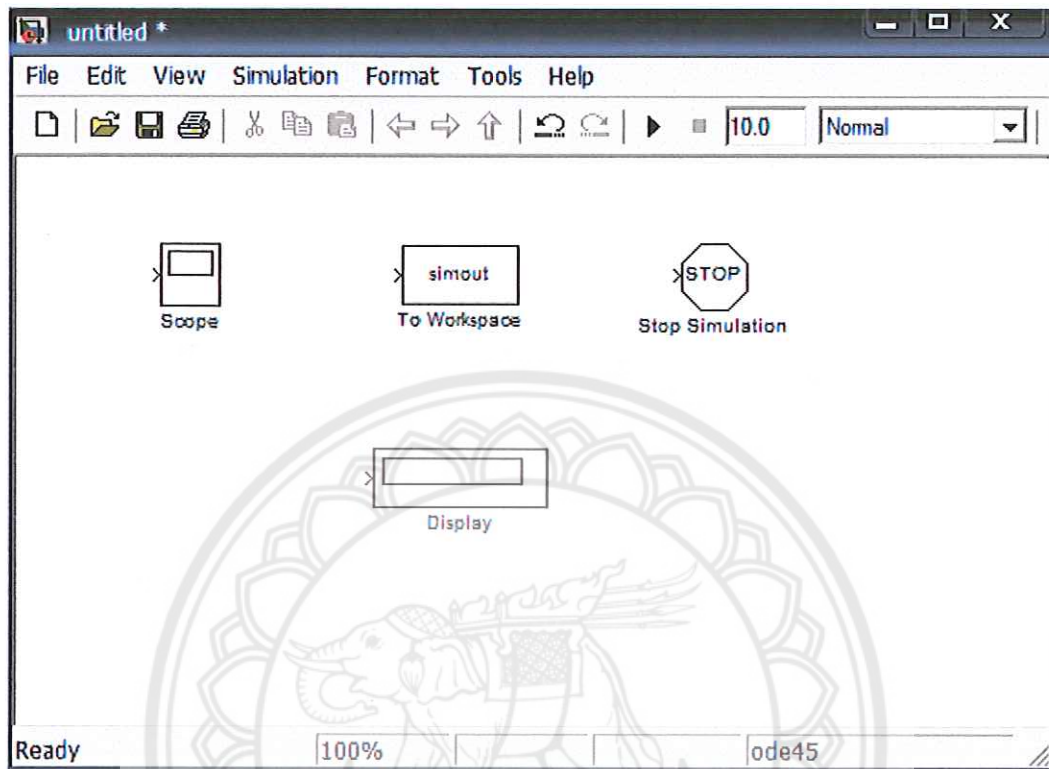 untitled *
File Edit View Simulation Format Tools Help
10.0 Normal
simout STOP
Scope To Workspace Stop Simulation
Display
Ready 100% ode45